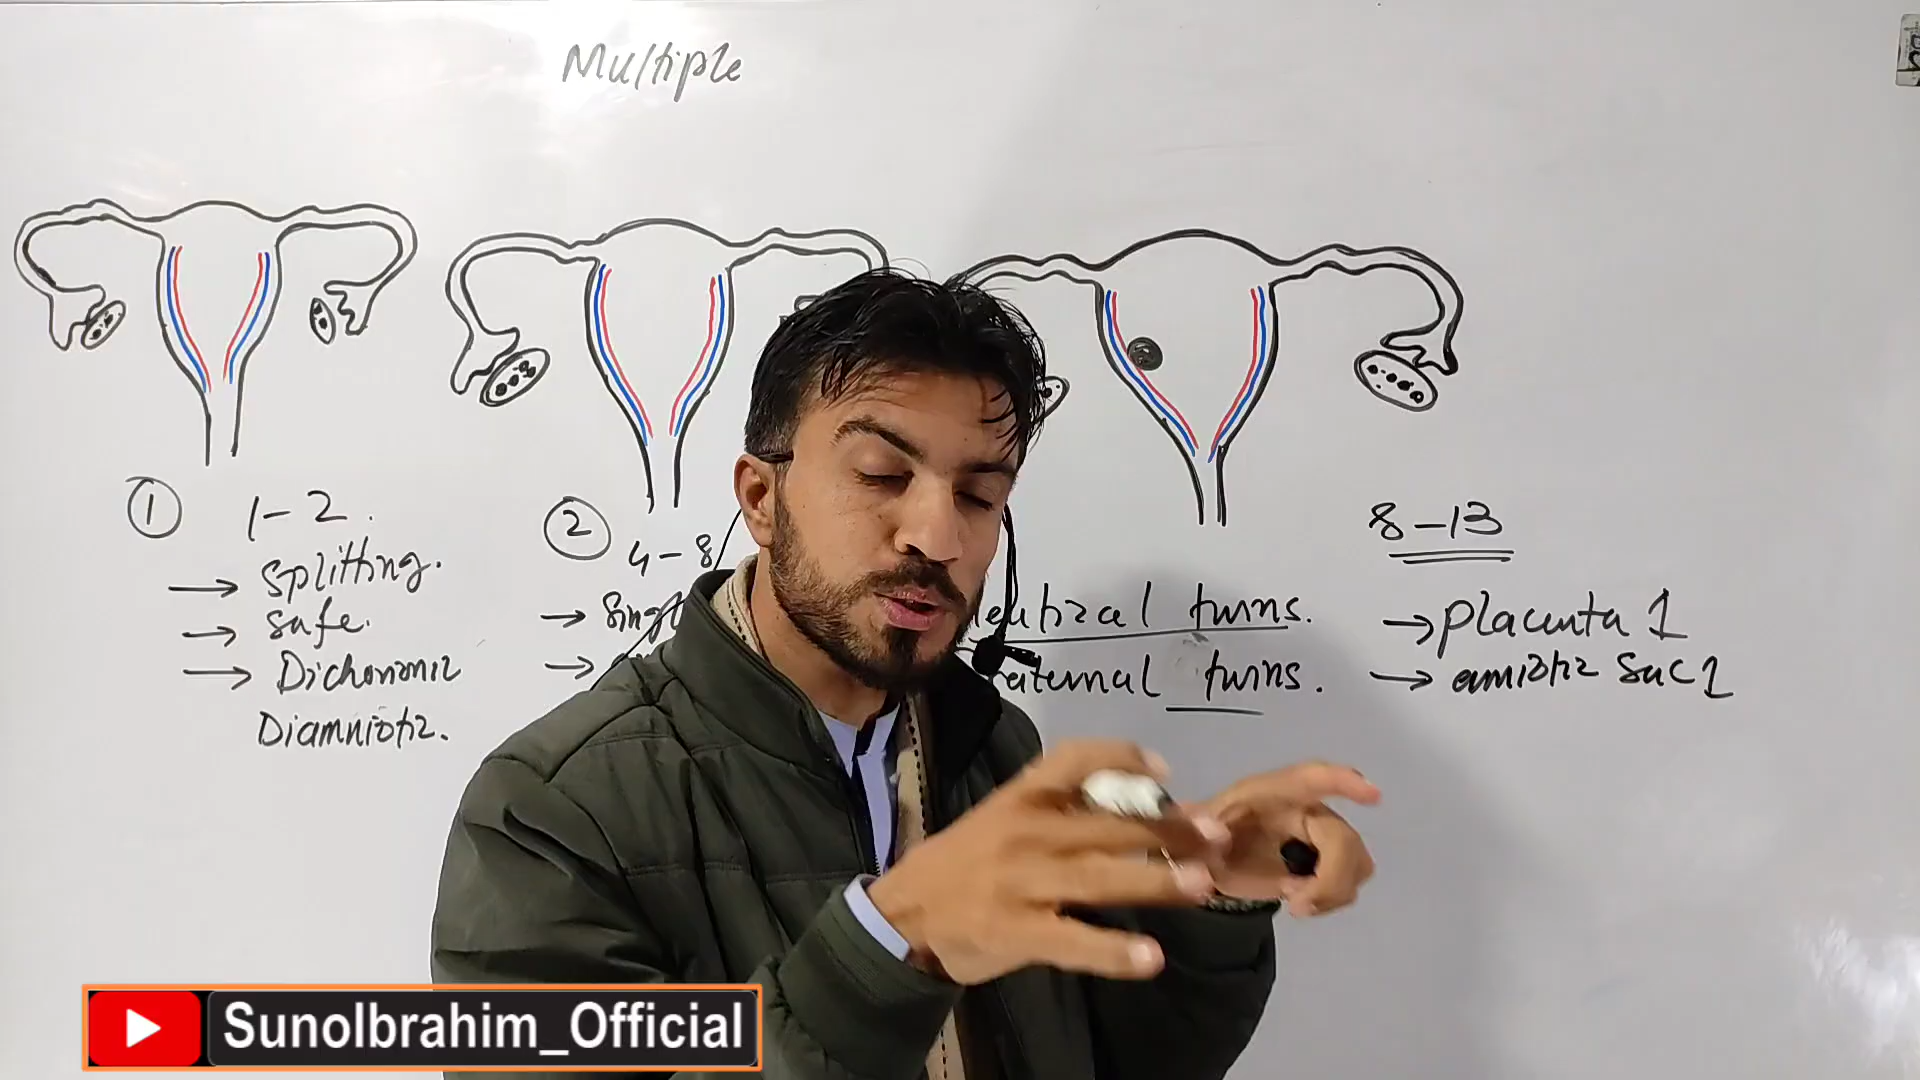 Multiple
① 1-2.
→ Splitting.
→ Safe.
→ Dichorionic
Diamniotic.
② 4-8
→
→
twins.
twins.
8-13
→ Placenta 1
→ amiotic Sac 1
SunoIbrahim_Official